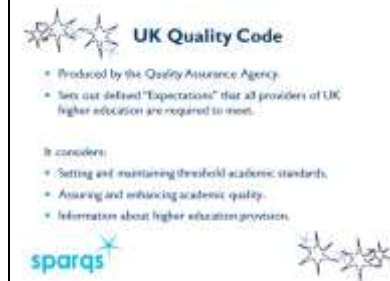 UK Quality Code
• Produced by the Quality Assurance Agency.
• Sets out defined "Expectations" that all providers of UK
higher education are required to meet.
It considers:
• Setting and maintaining threshold academic standards.
• Assuring and enhancing academic quality.
• Information about higher education provision.
sparqs